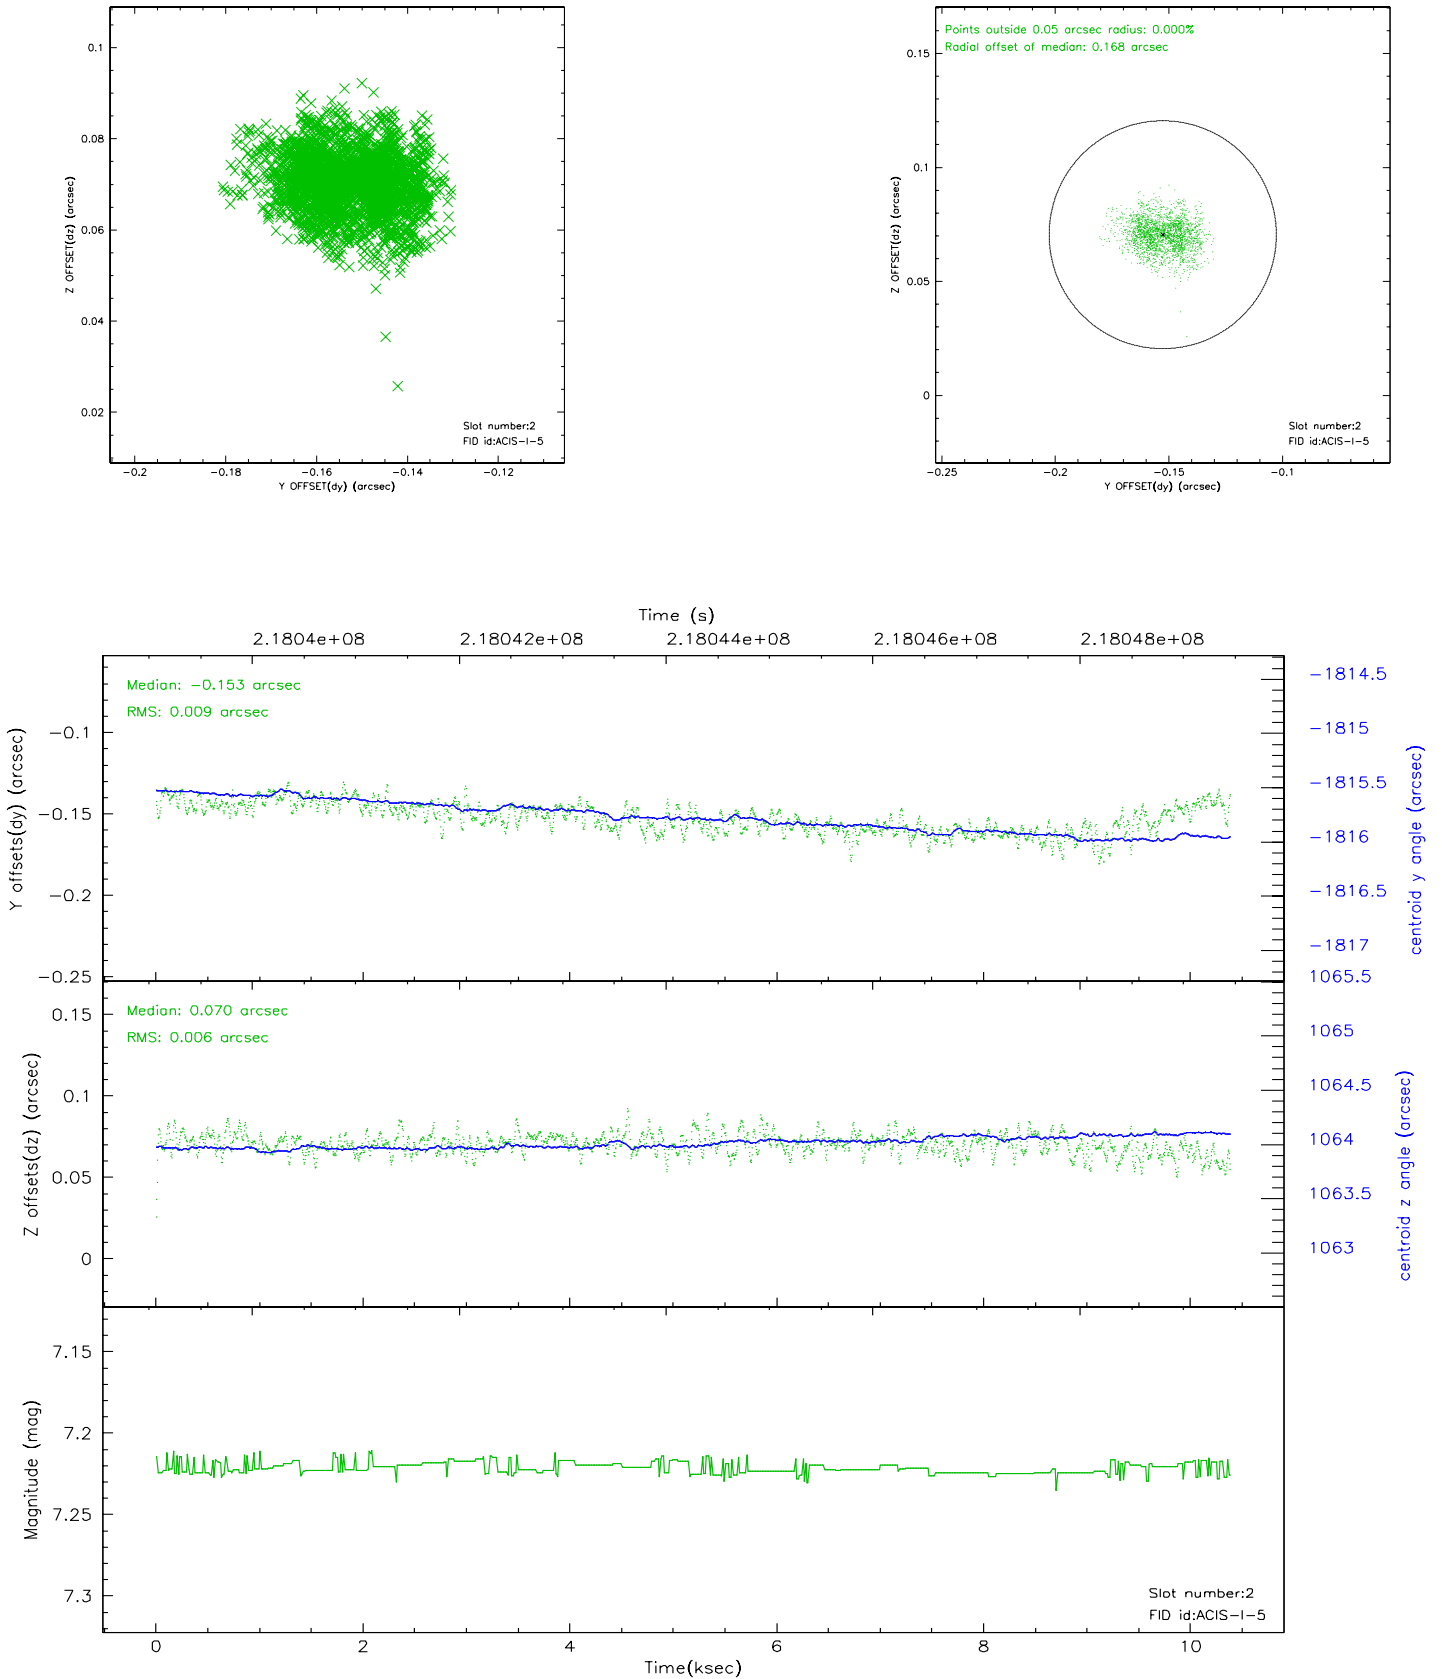 0.1
0.08
0.06
0.04
0.02
Z OFFSET(dz) (arcsec)
Slot number:2
FID id:ACIS-I-5
-0.2
-0.18
-0.16
-0.14
-0.12
Y OFFSET(dy) (arcsec)
Points outside 0.05 arcsec radius: 0.000%
Radial offset of median: 0.168 arcsec
0.15
0.1
0.05
0
Z OFFSET(dz) (arcsec)
Slot number:2
FID id:ACIS-I-5
-0.25
-0.2
-0.15
-0.1
Y OFFSET(dy) (arcsec)
Time (s)
2.1804e+08
2.18042e+08
2.18044e+08
2.18046e+08
2.18048e+08
Median: -0.153 arcsec
RMS: 0.009 arcsec
-0.1
-0.15
-0.2
-0.25
Y offsets(dy) (arcsec)
-1814.5
-1815
-1815.5
-1816
-1816.5
-1817
centroid y angle (arcsec)
Median: 0.070 arcsec
RMS: 0.006 arcsec
0.15
0.1
0.05
0
Z offsets(dz) (arcsec)
1065.5
1065
1064.5
1064
1063.5
1063
centroid z angle (arcsec)
7.15
7.2
7.25
7.3
Magnitude (mag)
Slot number:2
FID id:ACIS-I-5
0
2
4
6
8
10
Time(ksec)